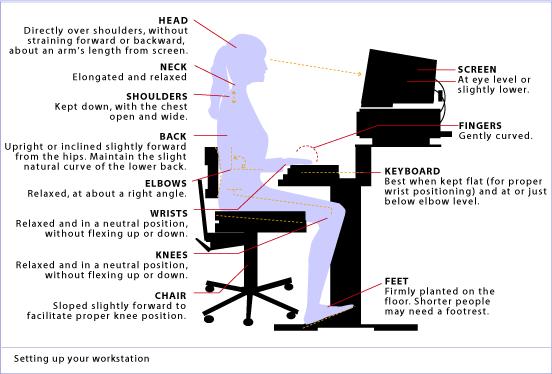 HEAD
Directly over shoulders, without
straining forward or backward,
about an arm's length from screen.
NECK
Elongated and relaxed
SHOULDERS
Kept down, with the chest
open and wide.
BACK
Upright or inclined slightly forward
from the hips. Maintain the slight
natural curve of the lower back.
ELBOWS
Relaxed, at about a right angle.
WRISTS
Relaxed and in a neutral position,
without flexing up or down.
KNEES
Relaxed and in a neutral position,
without flexing up or down.
CHAIR
Sloped slightly forward to
facilitate proper knee position.
SCREEN
At eye level or
slightly lower.
FINGERS
Gently curved.
KEYBOARD
Best when kept flat (for proper
wrist positioning) and at or just
below elbow level.
FEET
Firmly planted on the
floor. Shorter people
may need a footrest.
Setting up your workstation